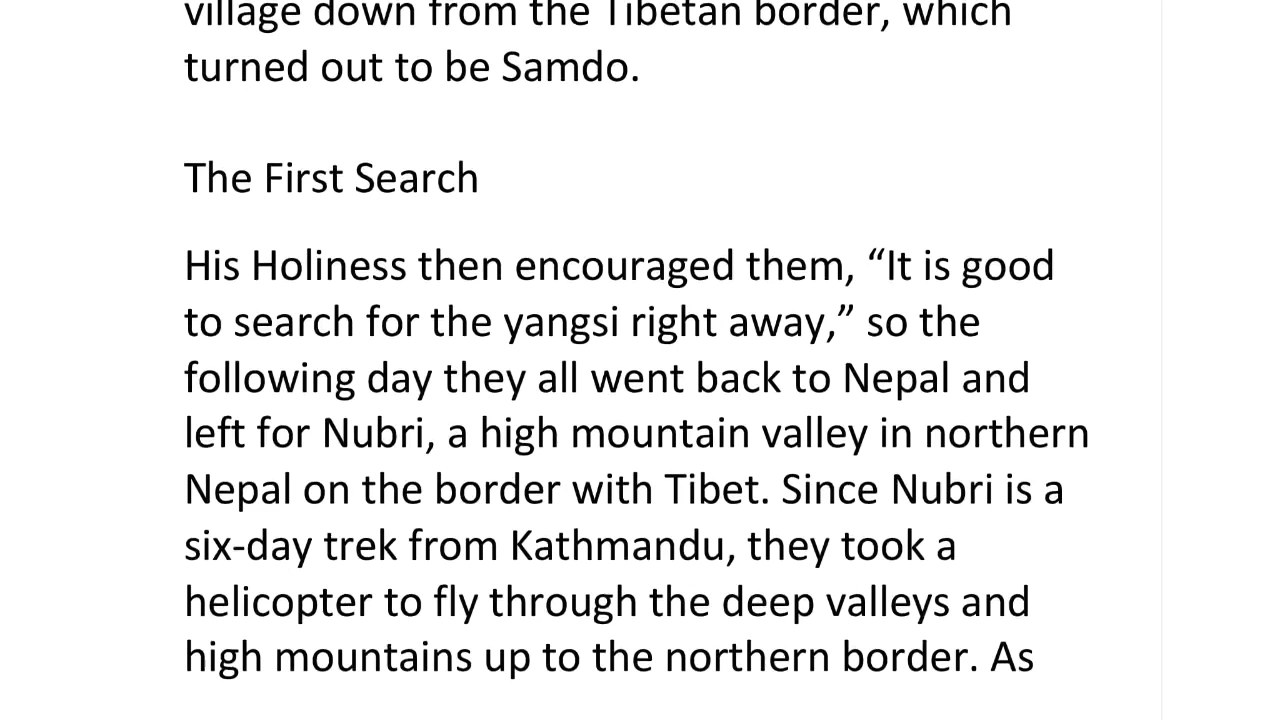 village down from the Tibetan border, which
turned out to be Samdo.
The First Search
His Holiness then encouraged them, “It is good
to search for the yangsi right away,” so the
following day they all went back to Nepal and
left for Nubri, a high mountain valley in northern
Nepal on the border with Tibet. Since Nubri is a
six-day trek from Kathmandu, they took a
helicopter to fly through the deep valleys and
high mountains up to the northern border. As